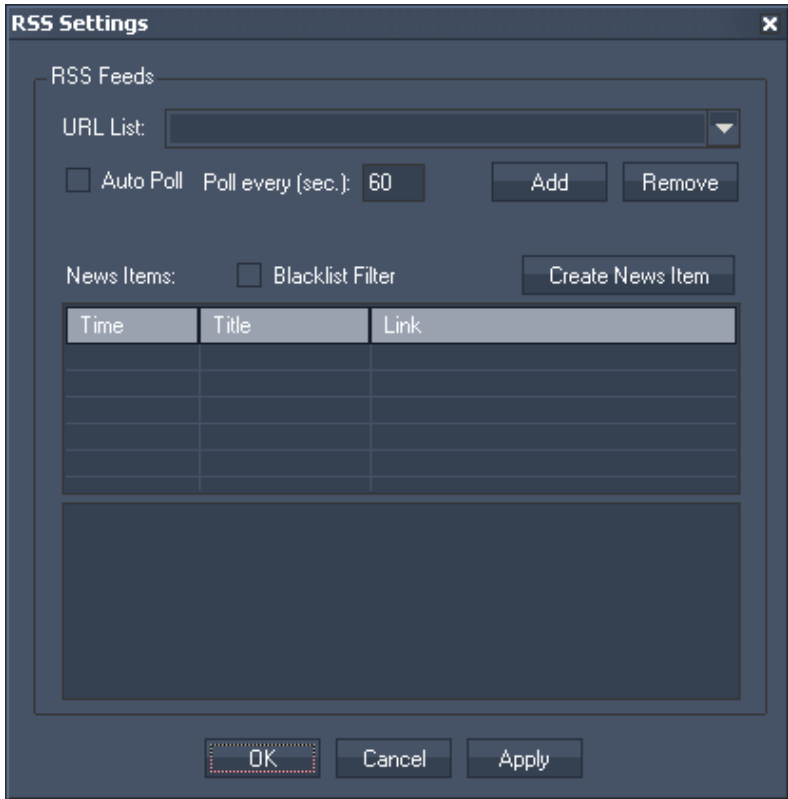 RSS Settings
RSS Feeds
URL List:
Auto Poll Poll every (sec.): 60 Add Remove
News Items: Blacklist Filter Create News Item
Time Title Link
OK Cancel Apply